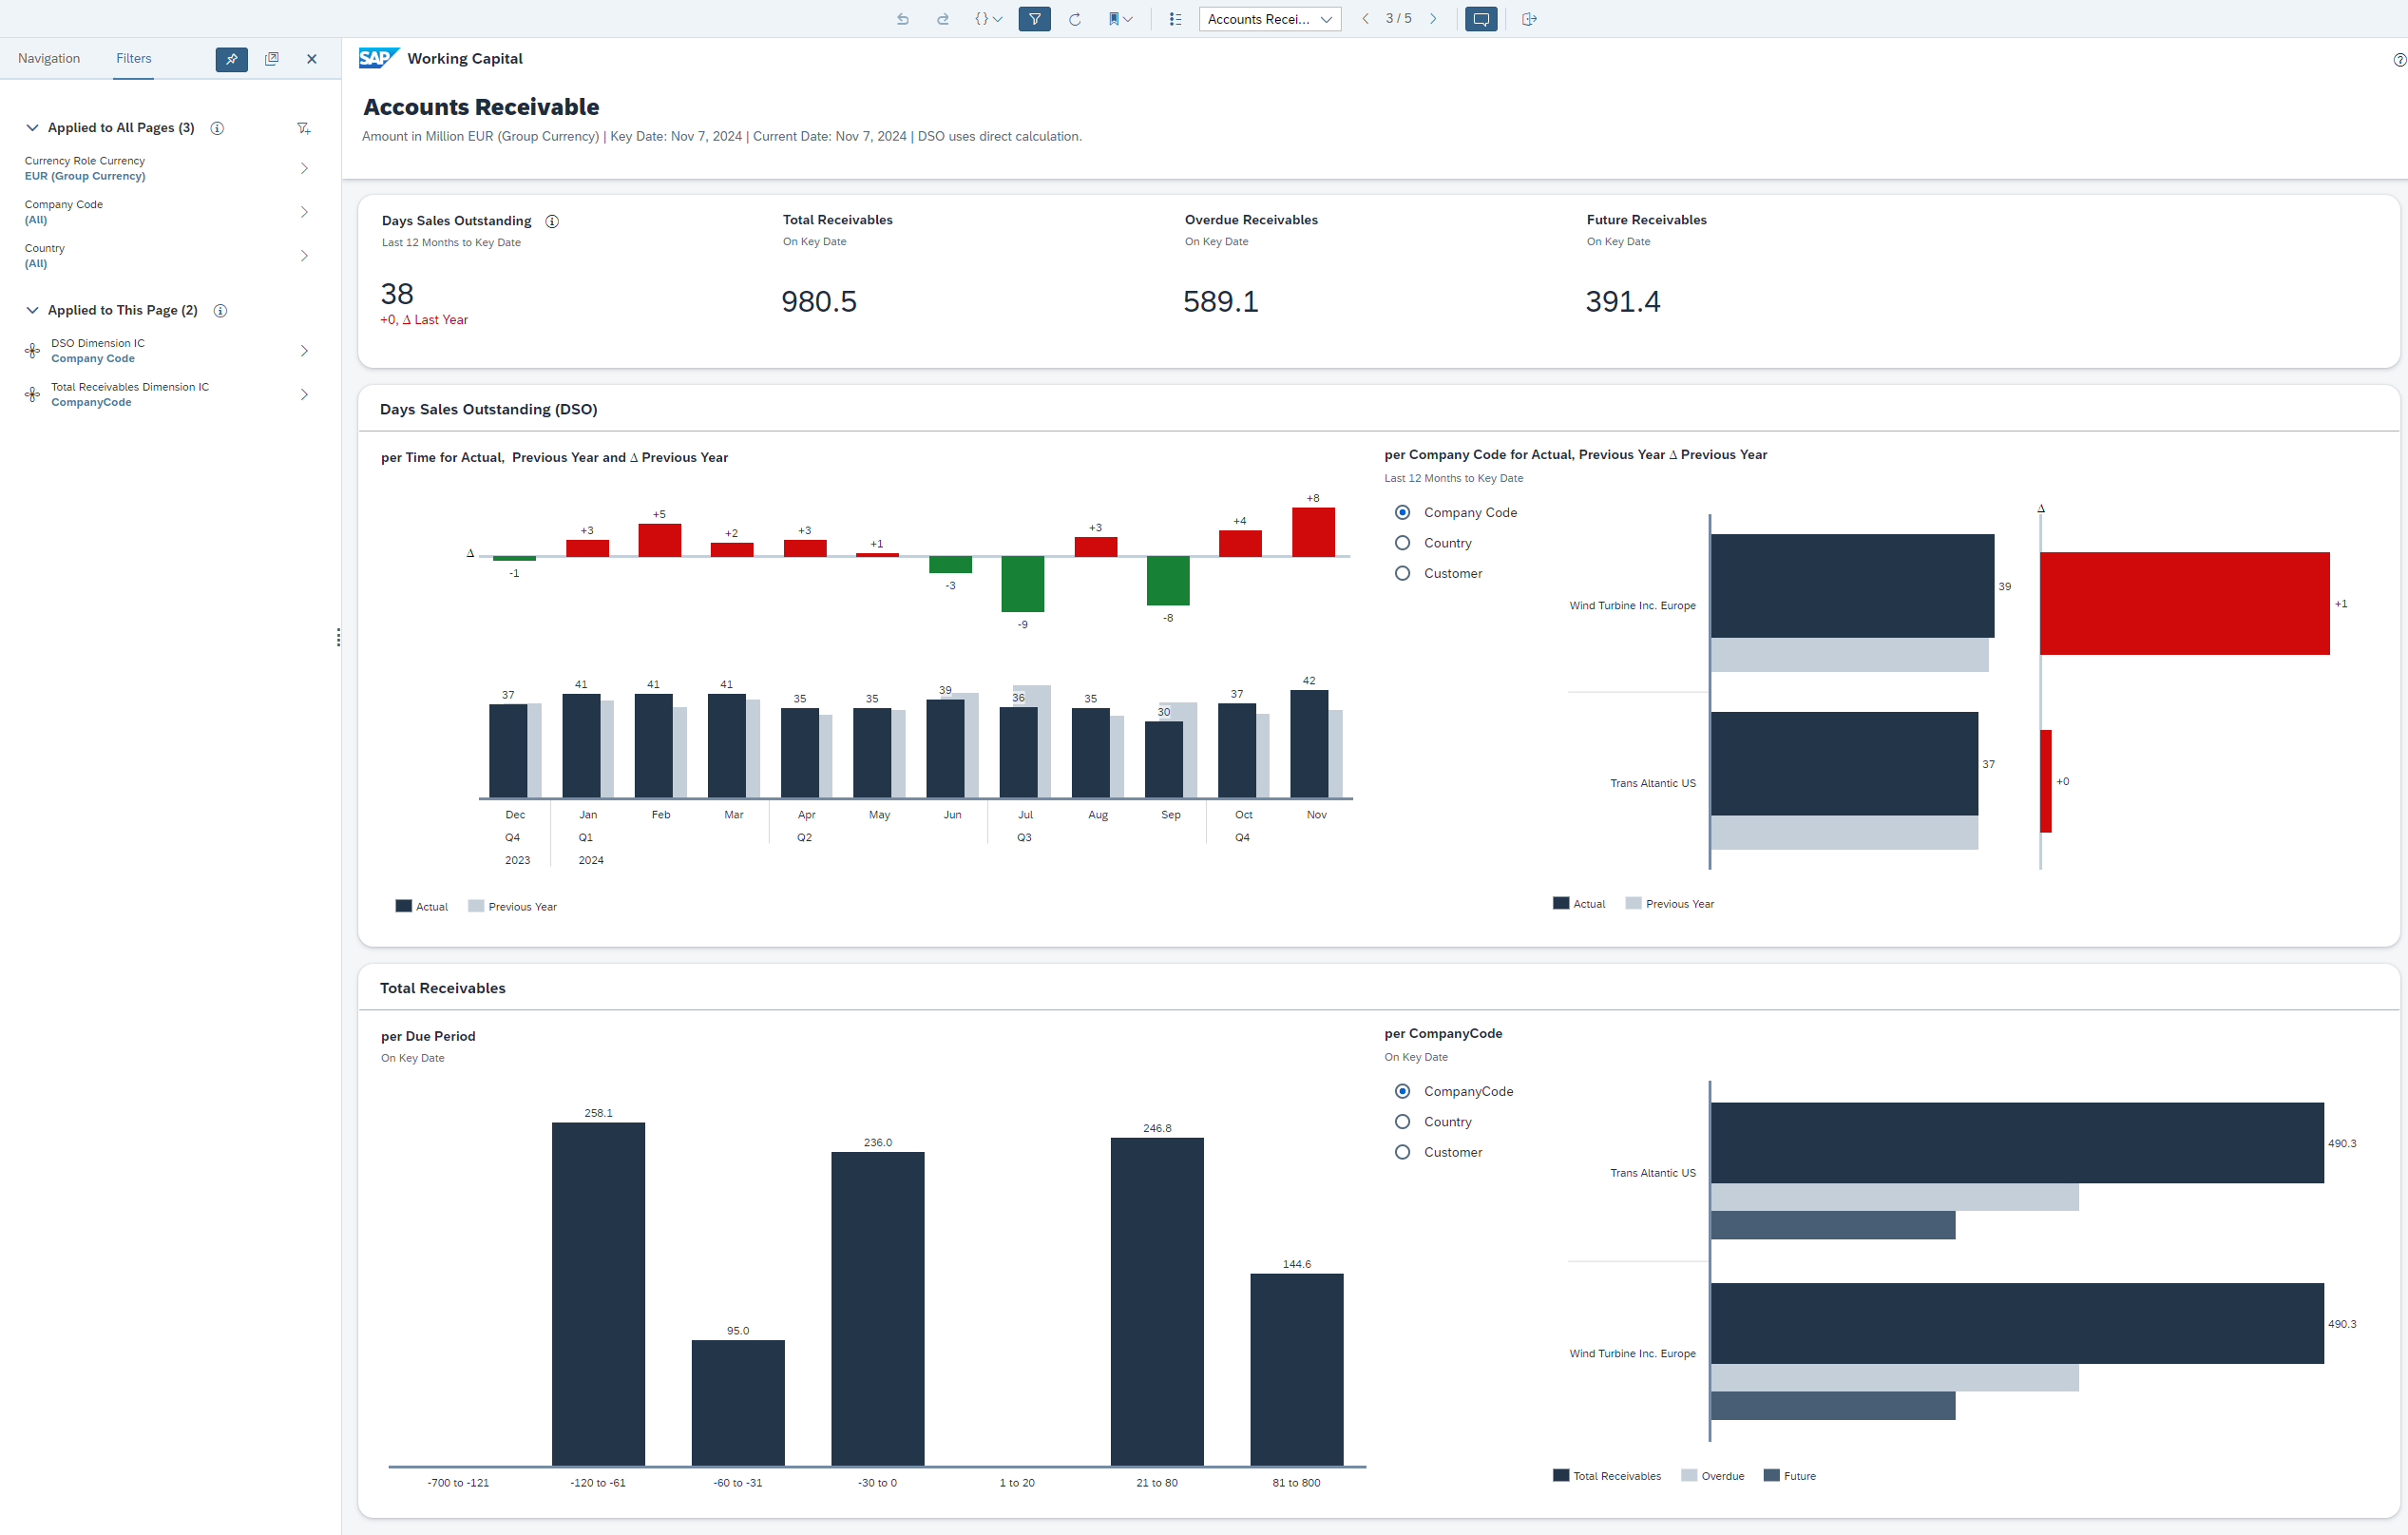 {}
Accounts Recei...
3 / 5
Navigation
Filters
SAP
Working Capital
Accounts Receivable
Amount in Million EUR (Group Currency) | Key Date: Nov 7, 2024 | Current Date: Nov 7, 2024 | DSO uses direct calculation.
Applied to All Pages (3)
Currency Role Currency
EUR (Group Currency)
Company Code
(All)
Country
(All)
Applied to This Page (2)
DSO Dimension IC
Company Code
Total Receivables Dimension IC
CompanyCode
Days Sales Outstanding
Last 12 Months to Key Date
38
+0, Δ Last Year
Total Receivables
On Key Date
980.5
Overdue Receivables
On Key Date
589.1
Future Receivables
On Key Date
391.4
Days Sales Outstanding (DSO)
per Time for Actual, Previous Year and Δ Previous Year
Δ
-1
+3
+5
+2
+3
+1
-3
-9
+3
-8
+4
+8
37
41
41
41
35
35
39
36
35
30
37
42
Dec
Jan
Feb
Mar
Apr
May
Jun
Jul
Aug
Sep
Oct
Nov
Q4
Q1
Q2
Q3
Q4
2023
2024
Actual
Previous Year
per Company Code for Actual, Previous Year Δ Previous Year
Last 12 Months to Key Date
Company Code
Country
Customer
Δ
Wind Turbine Inc. Europe
39
+1
Trans Altantic US
37
+0
Actual
Previous Year
Total Receivables
per Due Period
On Key Date
258.1
95.0
236.0
246.8
144.6
-700 to -121
-120 to -61
-60 to -31
-30 to 0
1 to 20
21 to 80
81 to 800
per CompanyCode
On Key Date
CompanyCode
Country
Customer
Trans Altantic US
490.3
Wind Turbine Inc. Europe
490.3
Total Receivables
Overdue
Future